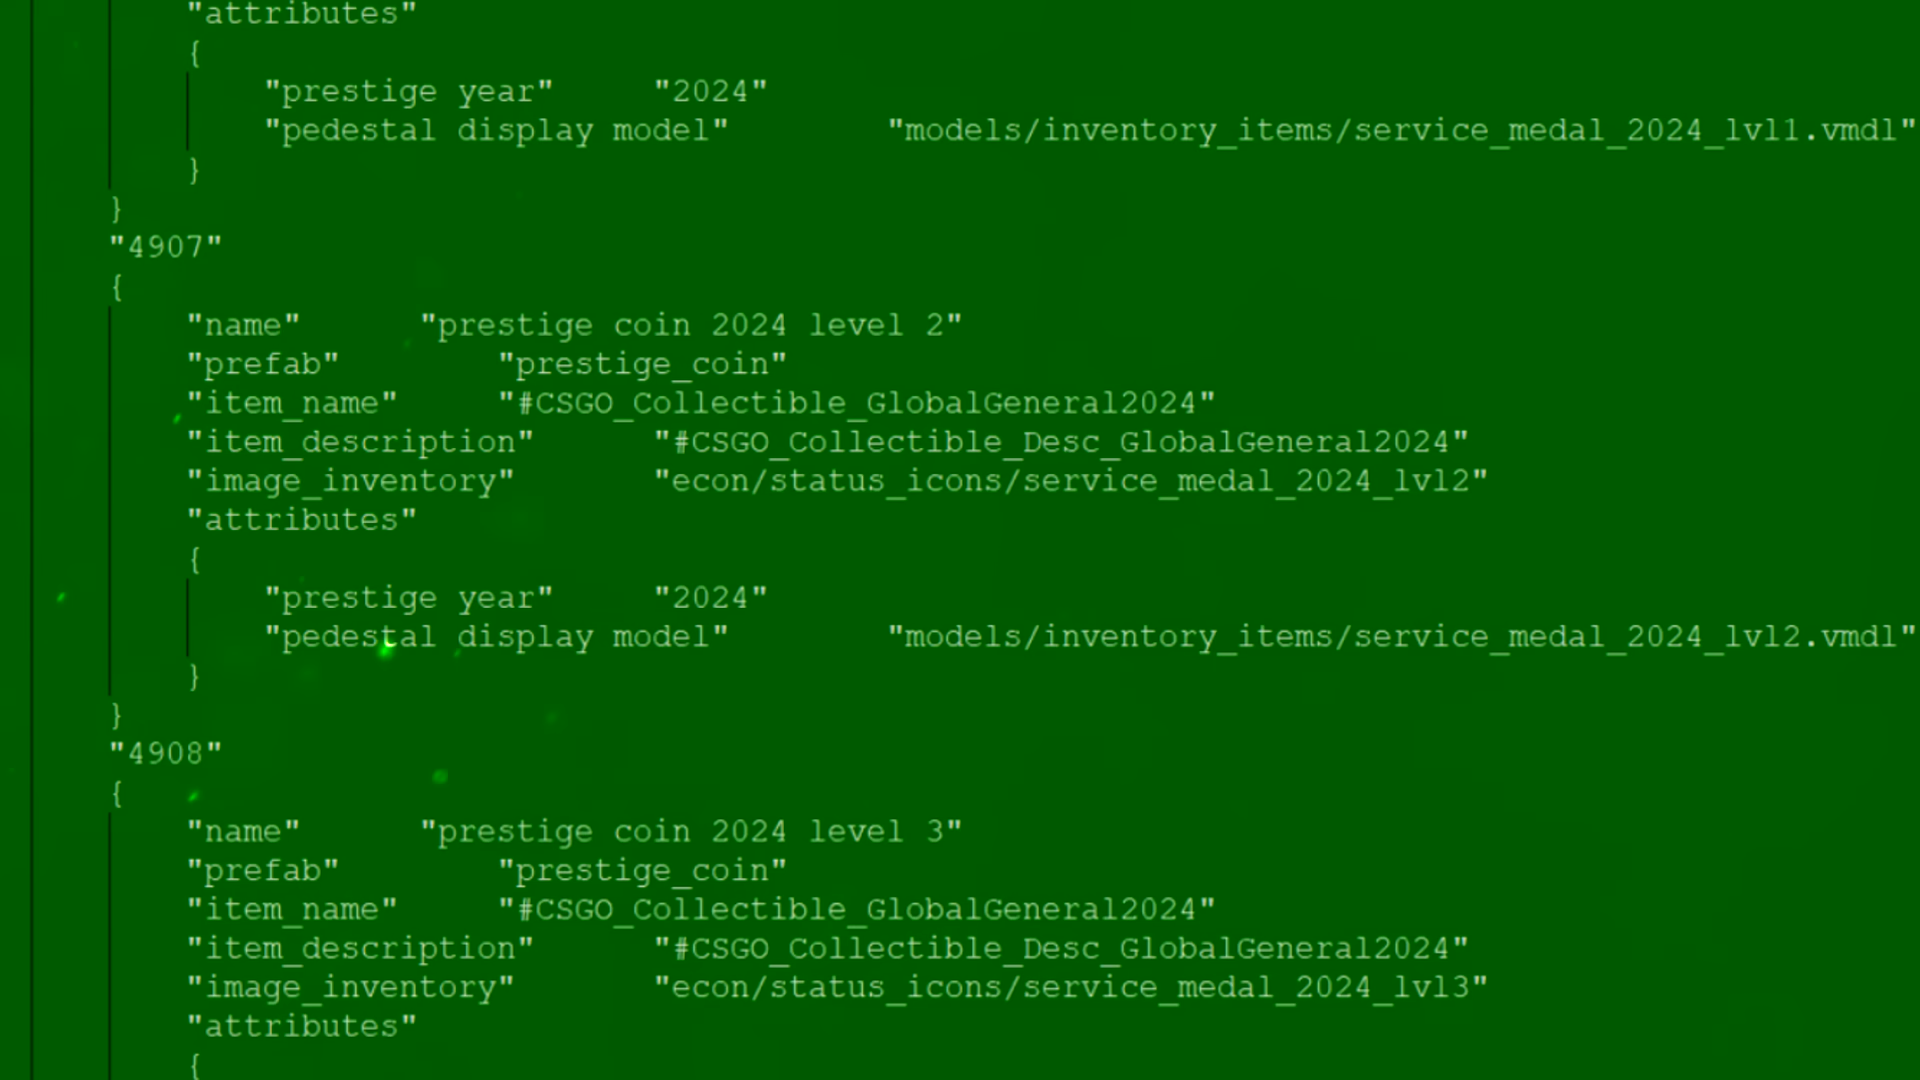 "attributes"
{
"prestige year" "2024"
"pedestal display model" "models/inventory_items/service_medal_2024_lvl1.vmdl"
}
}
"4907"
{
"name" "prestige coin 2024 level 2"
"prefab" "prestige_coin"
"item_name" "#CSGO_Collectible_GlobalGeneral2024"
"item_description" "#CSGO_Collectible_Desc_GlobalGeneral2024"
"image_inventory" "econ/status_icons/service_medal_2024_lvl2"
"attributes"
{
"prestige year" "2024"
"pedestal display model" "models/inventory_items/service_medal_2024_lvl2.vmdl"
}
}
"4908"
{
"name" "prestige coin 2024 level 3"
"prefab" "prestige_coin"
"item_name" "#CSGO_Collectible_GlobalGeneral2024"
"item_description" "#CSGO_Collectible_Desc_GlobalGeneral2024"
"image_inventory" "econ/status_icons/service_medal_2024_lvl3"
"attributes"
{